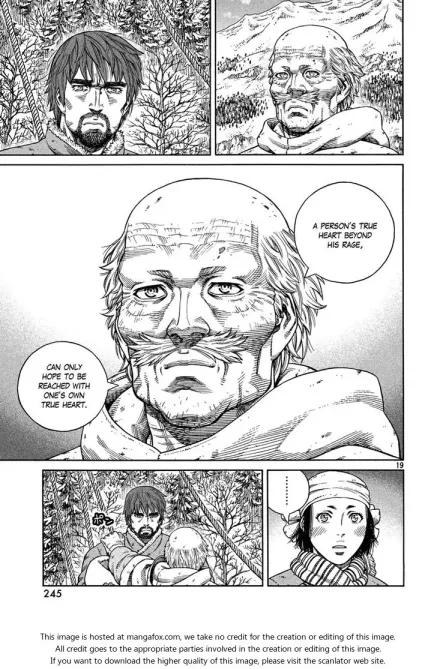 A PERSON'S TRUE
HEART BEYOND
HIS RAGE,
CAN ONLY
HOPE TO BE
REACHED WITH
ONE'S OWN
TRUE HEART.
19
........
245
This image is hosted at mangafox.com, we take no credit for the creation or editing of this image.
All credit goes to the appropriate parties involved in the creation or editing of this image.
If you want to download the higher quality of this image, please visit the scanlator web site.